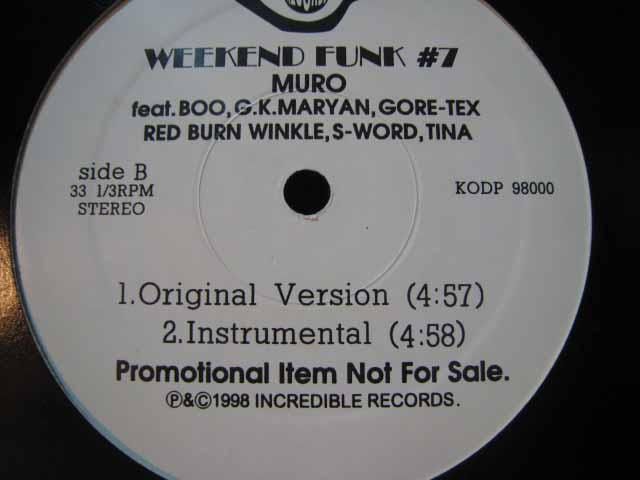 WEEKEND FUNK #7
MURO
feat.BOO,G.K.MARYAN,GORE-TEX
RED BURN WINKLE,S-WORD,TINA
side B
33 1/3RPM
STEREO
KODP 98000
1.Original Version (4:57)
2.Instrumental (4:58)
Promotional Item Not For Sale.
℗&©1998 INCREDIBLE RECORDS.